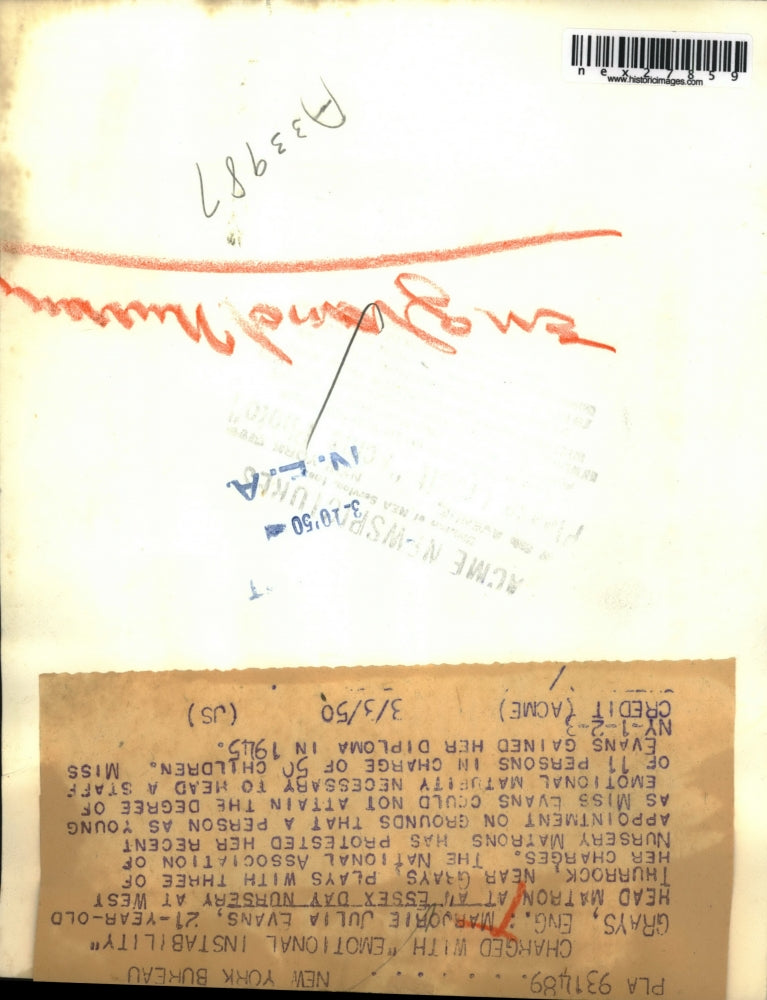 nex27859
www.historicimages.com
A33987
England Nursery
N.E.A.
3-10'50
ACME NEWSPICTURES
PLA 931489. . . . . . . NEW YORK BUREAU
CHARGED WITH "EMOTIONAL INSTABILITY"
GRAYS, ENG.: MARJORIE JULIA EVANS, 21-YEAR-OLD
HEAD MATRON AT AN ESSEX DAY NURSERY AT WEST
THURROCK, NEAR GRAYS, PLAYS WITH THREE OF
HER CHARGES. THE NATIONAL ASSOCIATION OF
NURSERY MATRONS HAS PROTESTED HER RECENT
APPOINTMENT ON GROUNDS THAT A PERSON AS YOUNG
AS MISS EVANS COULD NOT ATTAIN THE DEGREE OF
EMOTIONAL MATURITY NECESSARY TO HEAD A STAFF
OF 11 PERSONS IN CHARGE OF 50 CHILDREN. MISS
EVANS GAINED HER DIPLOMA IN 1945.
NY-1-2-3
CREDIT (ACME) 3/3/50 (JS)